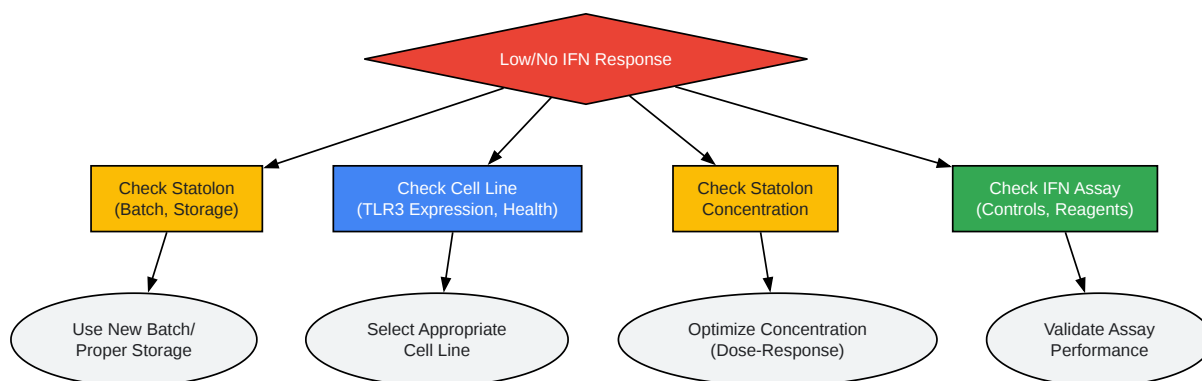 Low/No IFN Response
Check Statolon
(Batch, Storage)
Check Cell Line
(TLR3 Expression, Health)
Check Statolon
Concentration
Check IFN Assay
(Controls, Reagents)
Use New Batch/
Proper Storage
Select Appropriate
Cell Line
Optimize Concentration
(Dose-Response)
Validate Assay
Performance